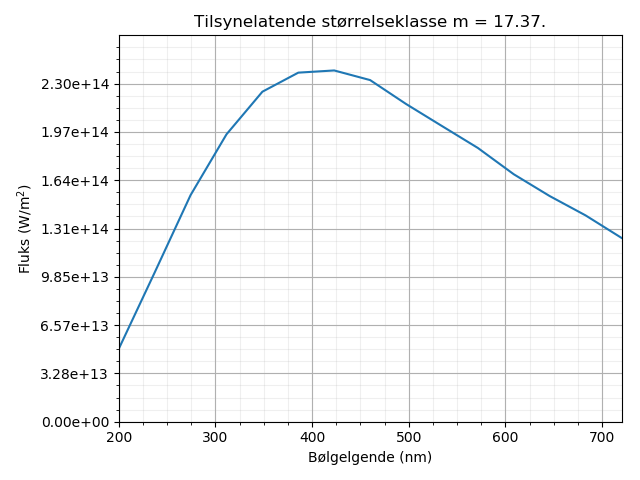 Tilsynelatende størrelseklasse m = 17.37.
Fluks (W/m²)
2.30e+14
1.97e+14
1.64e+14
1.31e+14
9.85e+13
6.57e+13
3.28e+13
0.00e+00
200 300 400 500 600 700
Bølgelgende (nm)